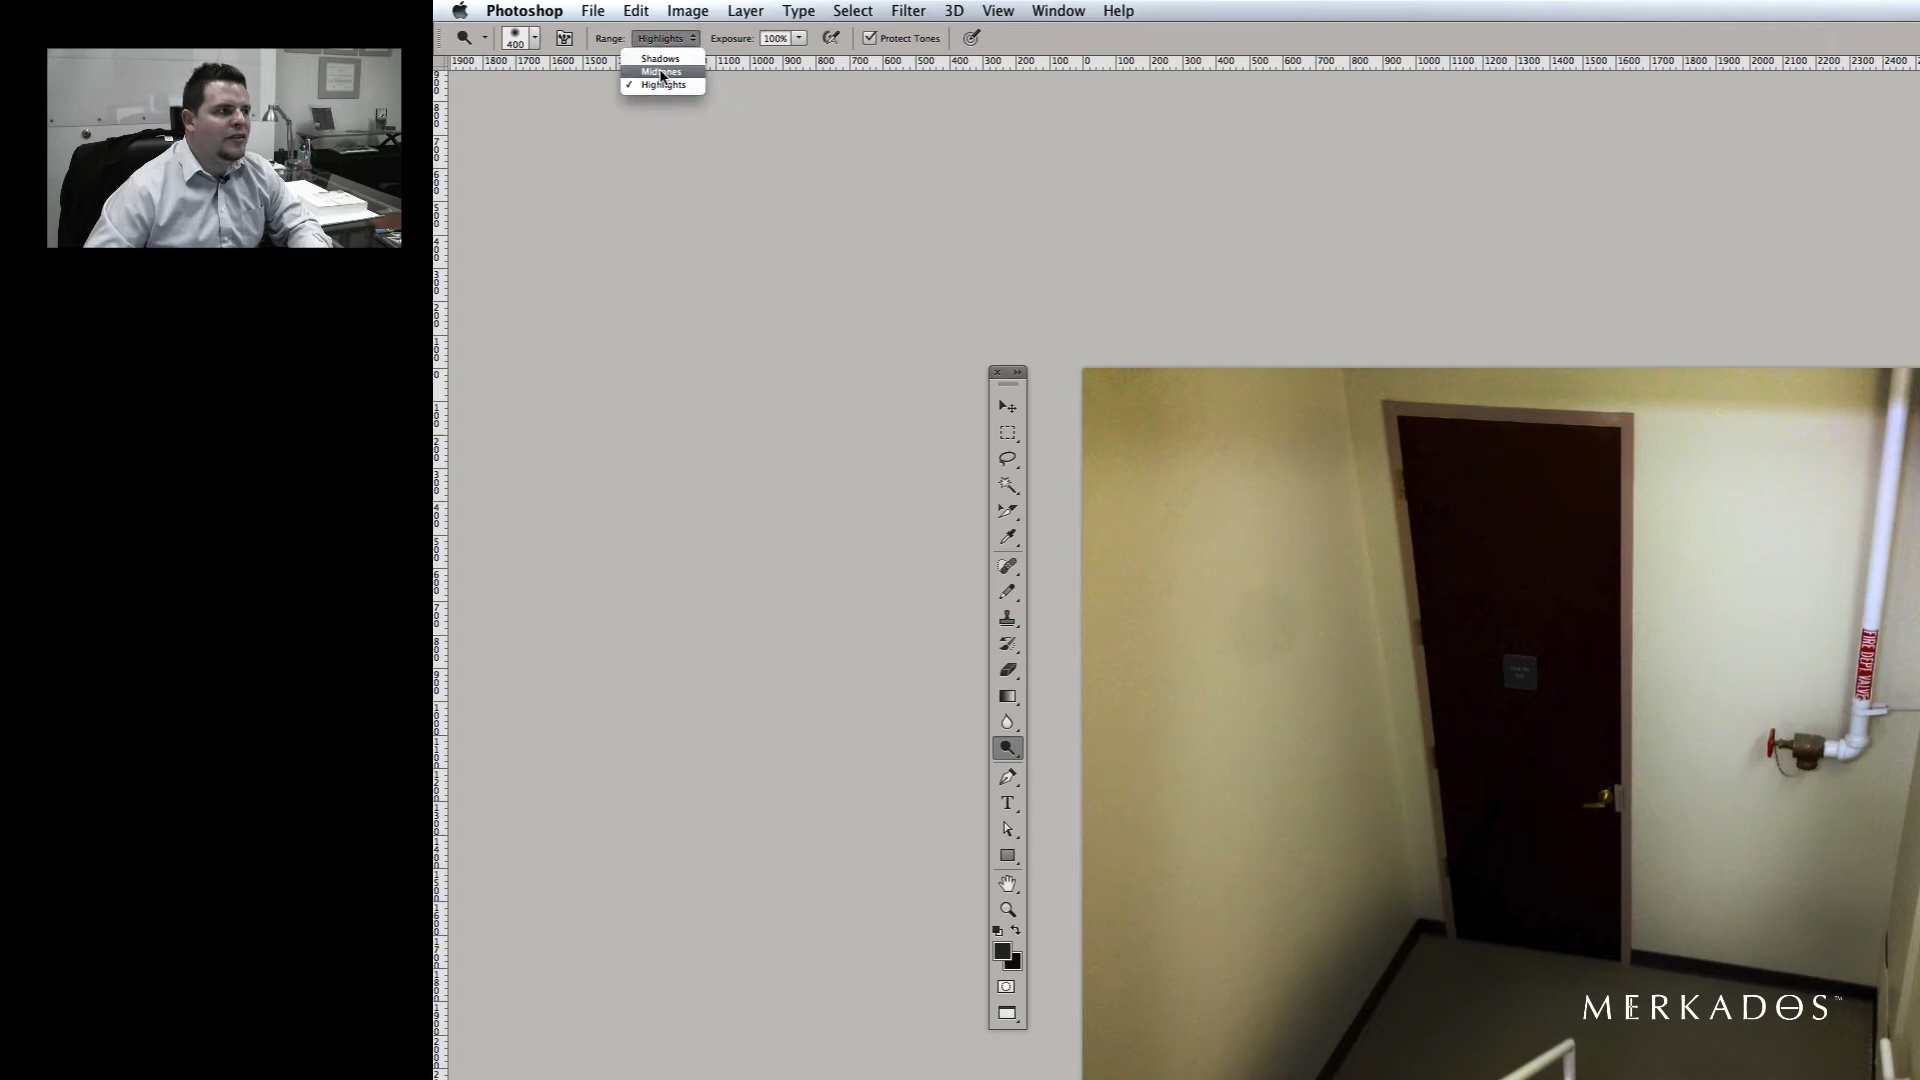 Photoshop File Edit Image Layer Type Select Filter 3D View Window Help
400 Range: Highlights Exposure: 100% Protect Tones
Shadows
Midtones
Highlights
1900 1800 1700 1600 1500 1100 1000 900 800 700 600 500 400 300 200 100 0 100 200 300 400 500 600 700 800 900 1000 1100 1200 1300 1400 1500 1600 1700 1800 1900 2000 2100 2200 2300 2400
T
FIRE DEPT. VALVE
MERKADOS™